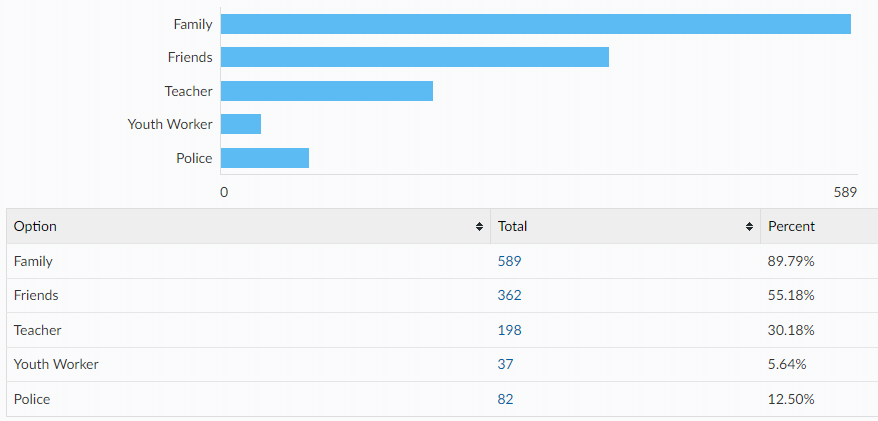 Family
Friends
Teacher
Youth Worker
Police
0 589
Option Total Percent
Family 589 89.79%
Friends 362 55.18%
Teacher 198 30.18%
Youth Worker 37 5.64%
Police 82 12.50%